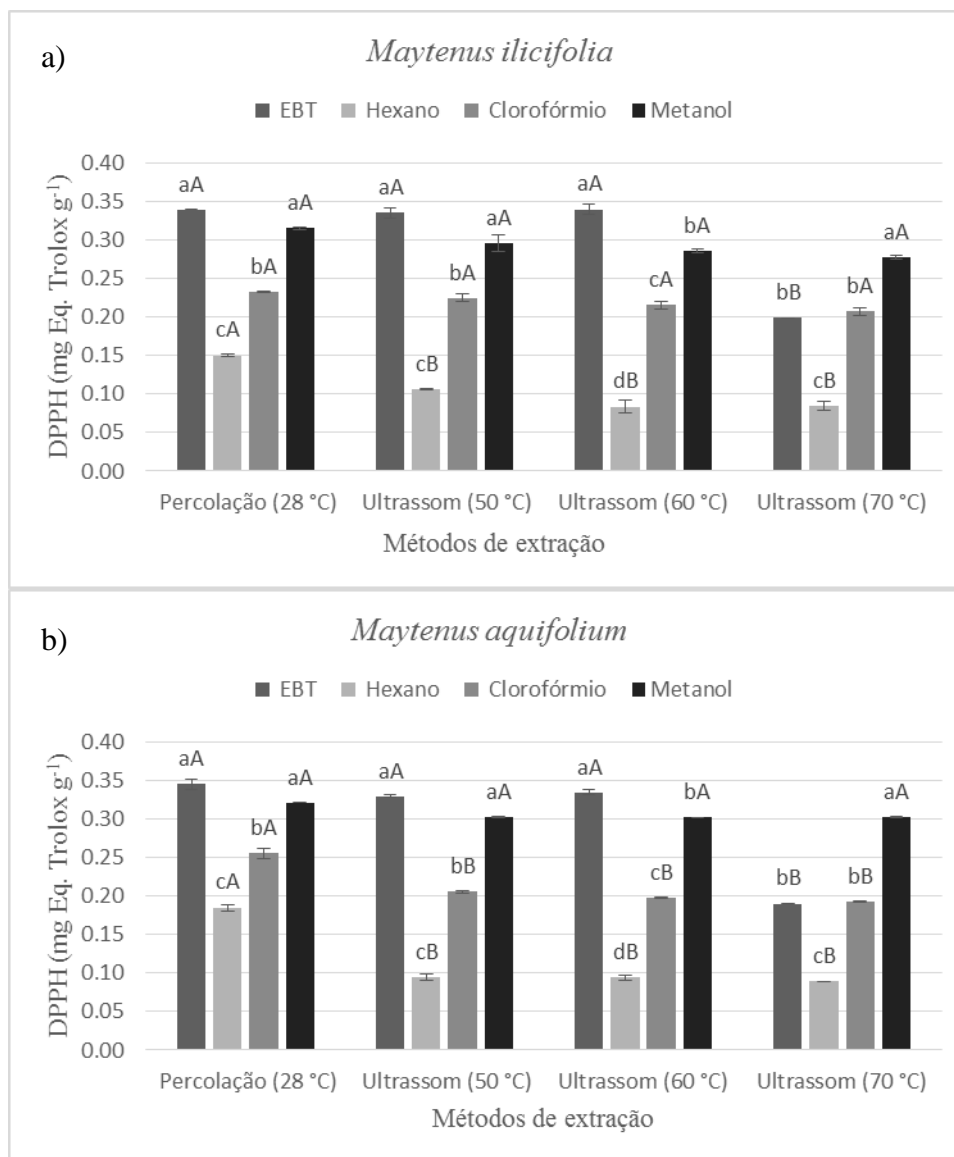 a)
Maytenus ilicifolia
EBT Hexano Clorofórmio Metanol
DPPH (mg Eq. Trolox g⁻¹)
0.40
0.35
0.30
0.25
0.20
0.15
0.10
0.05
0.00
aA cA bA aA
aA cB bA aA
aA dB cA bA
bB cB bA aA
Percolação (28 °C) Ultrassom (50 °C) Ultrassom (60 °C) Ultrassom (70 °C)
Métodos de extração
b)
Maytenus aquifolium
EBT Hexano Clorofórmio Metanol
DPPH (mg Eq. Trolox g⁻¹)
0.40
0.35
0.30
0.25
0.20
0.15
0.10
0.05
0.00
aA cA bA aA
aA cB bB aA
aA dB cB bA
bB cB bB aA
Percolação (28 °C) Ultrassom (50 °C) Ultrassom (60 °C) Ultrassom (70 °C)
Métodos de extração